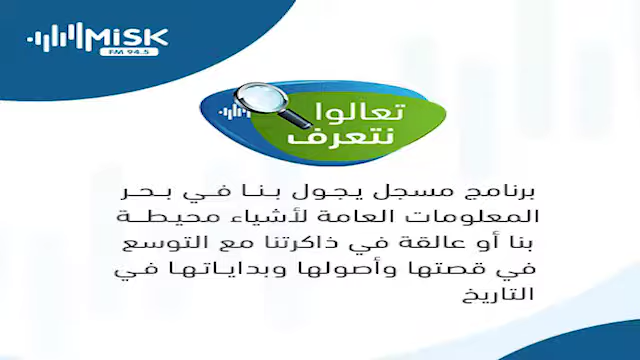 MiSK
FM 94.5
تعالوا
نتعرف
برنامج مسجل يجول بنا في بحر
المعلومات العامة لأشياء محيطة
بنا أو عالقة في ذاكرتنا مع التوسع
في قصتها وأصولها وبداياتها في
التاريخ